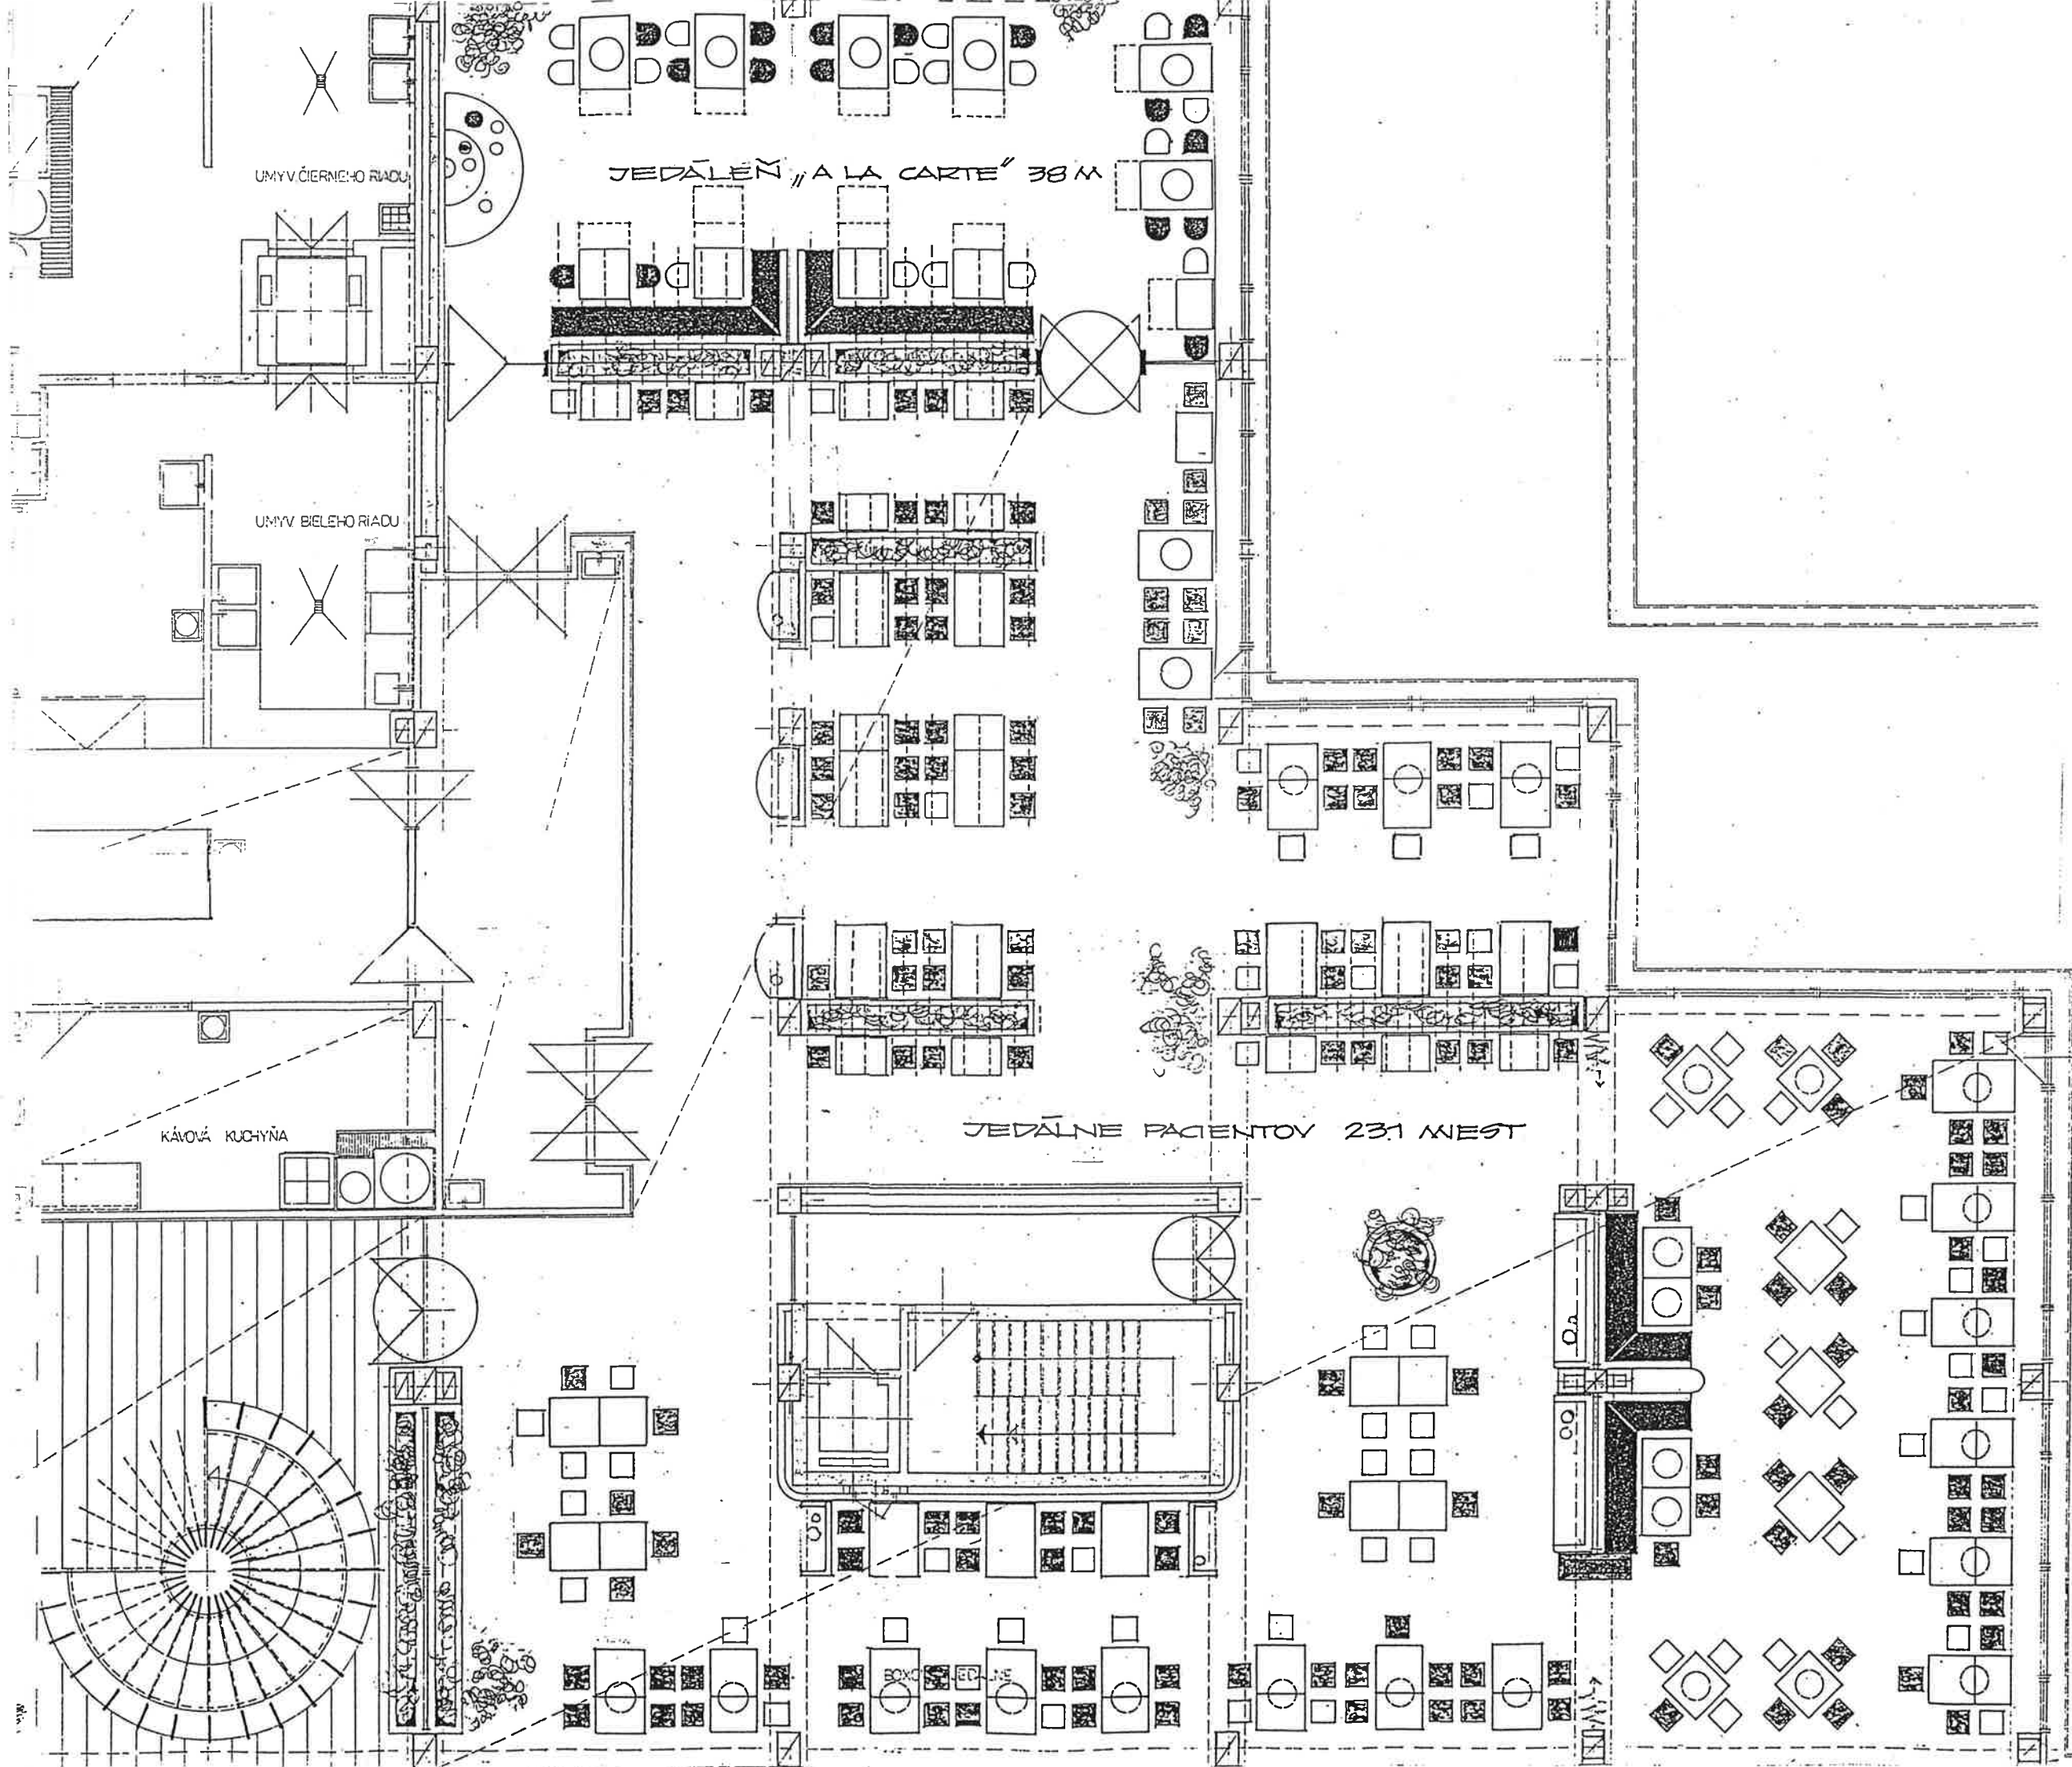 UMYV. ČIERNEHO RIADU
JEDÁLEŇ „A LA CARTE" 38 M
UMYV. BIELEHO RIADU
KÁVOVÁ KUCHYŇA
JEDÁLNE PACIENTOV 231 MIEST